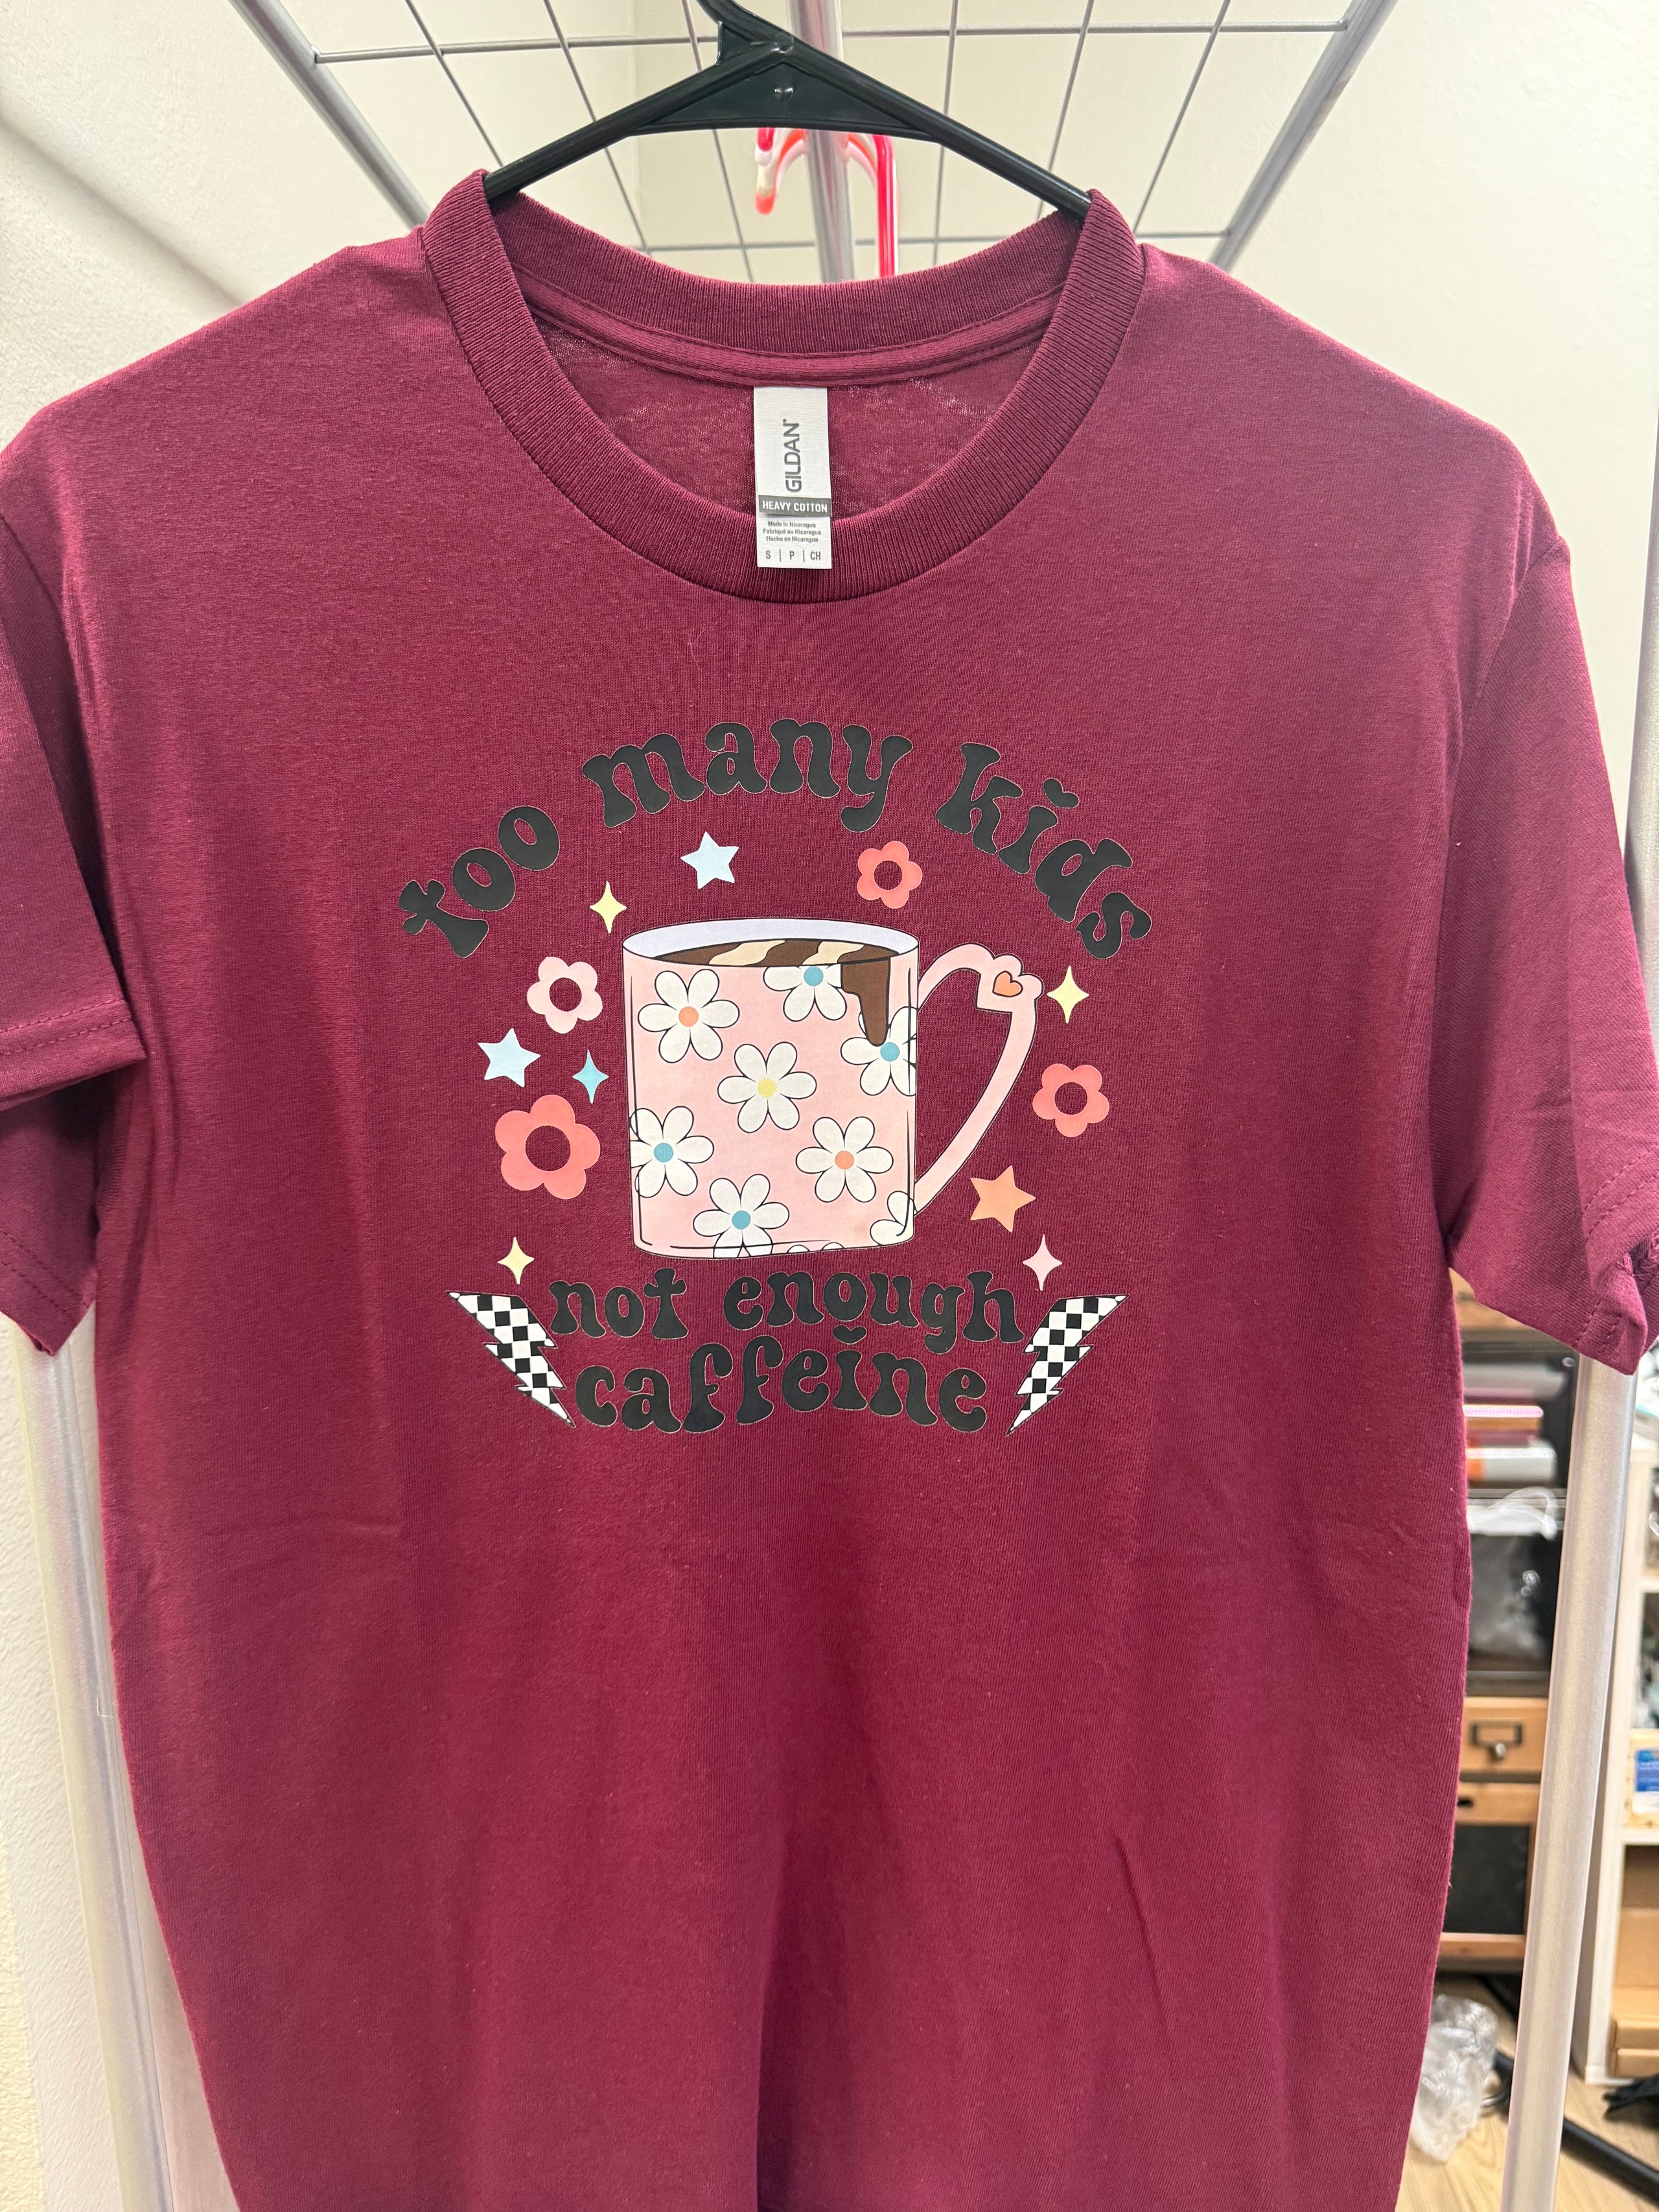 GILDAN
HEAVY COTTON
Made in Nicaragua
Fabriqué au Nicaragua
Hecho en Nicaragua
S | P | CH
too many kids
not enough
caffeine